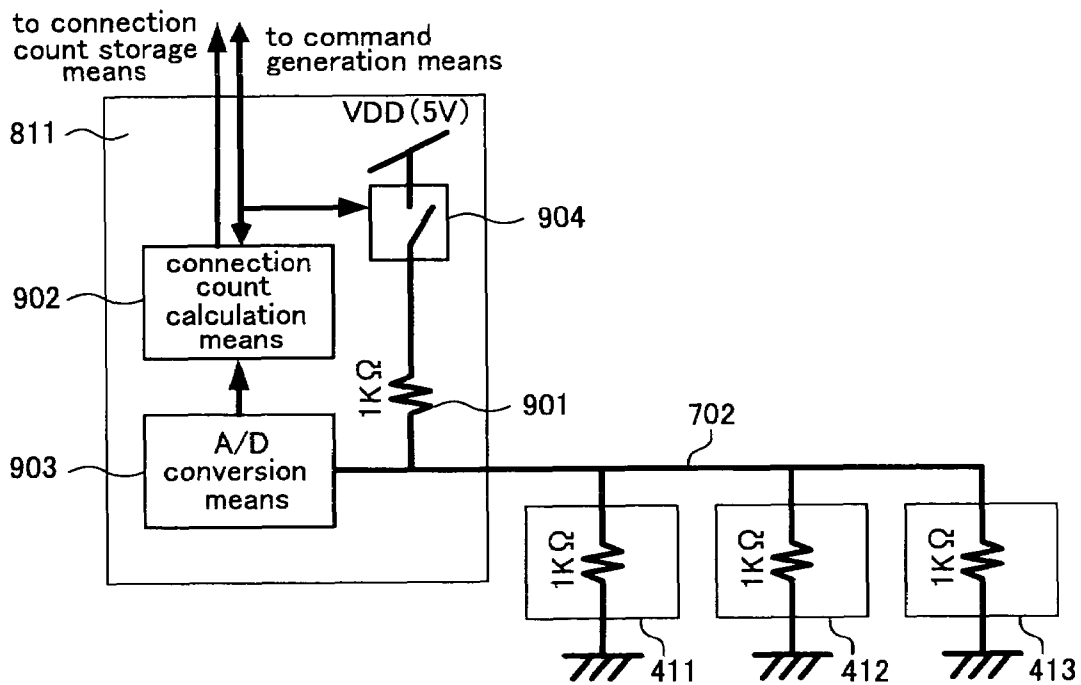 to connection
count storage
means
to command
generation means
VDD(5V)
811
904
connection
count
calculation
means
902
1KΩ
901
702
A/D
conversion
means
903
1KΩ
1KΩ
1KΩ
411
412
413